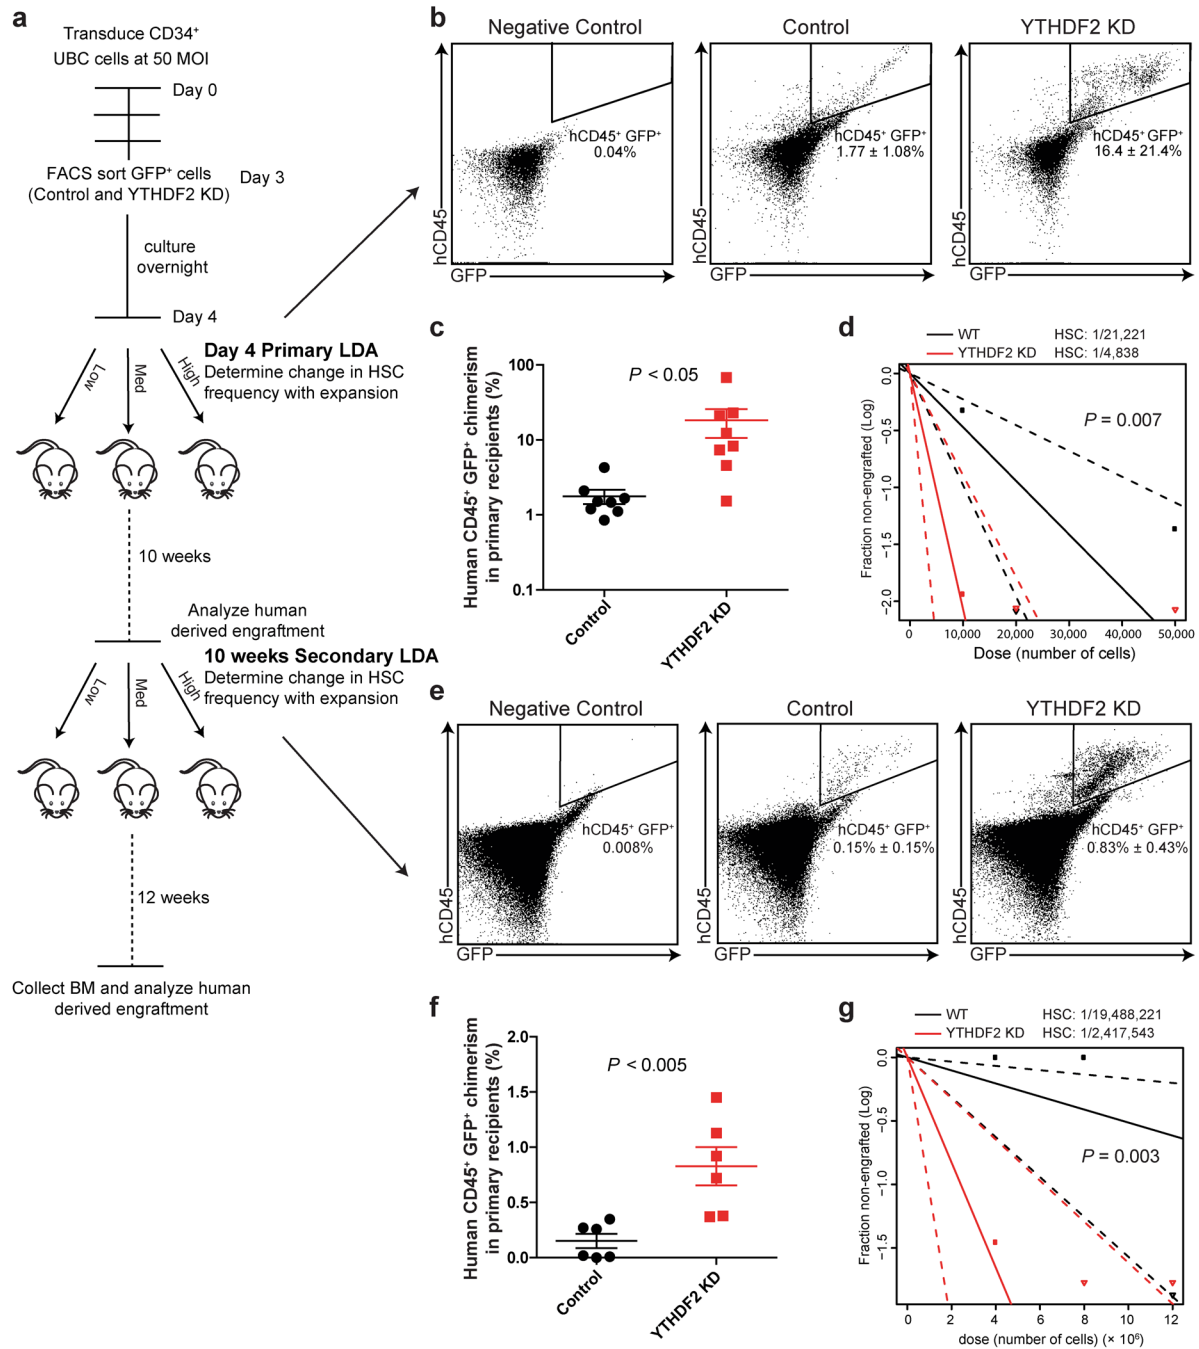 a
Transduce CD34⁺
UBC cells at 50 MOI
Day 0
FACS sort GFP⁺ cells
(Control and YTHDF2 KD)
Day 3
culture
overnight
Day 4
Low
Med
High
Day 4 Primary LDA
Determine change in HSC
frequency with expansion
10 weeks
Analyze human
derived engraftment
Low
Med
High
10 weeks Secondary LDA
Determine change in HSC
frequency with expansion
12 weeks
Collect BM and analyze human
derived engraftment
b
Negative Control
Control
YTHDF2 KD
hCD45⁺ GFP⁺
0.04%
hCD45⁺ GFP⁺
1.77 ± 1.08%
hCD45⁺ GFP⁺
16.4 ± 21.4%
hCD45
GFP
hCD45
GFP
hCD45
GFP
c
Human CD45⁺ GFP⁺ chimerism
in primary recipients (%)
100
10
1
0.1
P < 0.05
Control
YTHDF2 KD
d
WT HSC: 1/21,221
YTHDF2 KD HSC: 1/4,838
P = 0.007
Fraction non-engrafted (Log)
0.0
−0.5
−1.0
−1.5
−2.0
0 10,000 20,000 30,000 40,000 50,000
Dose (number of cells)
e
Negative Control
Control
YTHDF2 KD
hCD45⁺ GFP⁺
0.008%
hCD45⁺ GFP⁺
0.15% ± 0.15%
hCD45⁺ GFP⁺
0.83% ± 0.43%
hCD45
GFP
hCD45
GFP
hCD45
GFP
f
Human CD45⁺ GFP⁺ chimerism
in primary recipients (%)
2.0
1.5
1.0
0.5
0.0
P < 0.005
Control
YTHDF2 KD
g
WT HSC: 1/19,488,221
YTHDF2 KD HSC: 1/2,417,543
P = 0.003
Fraction non-engrafted (Log)
0.0
−0.5
−1.0
−1.5
0 2 4 6 8 10 12
dose (number of cells) (× 10⁶)